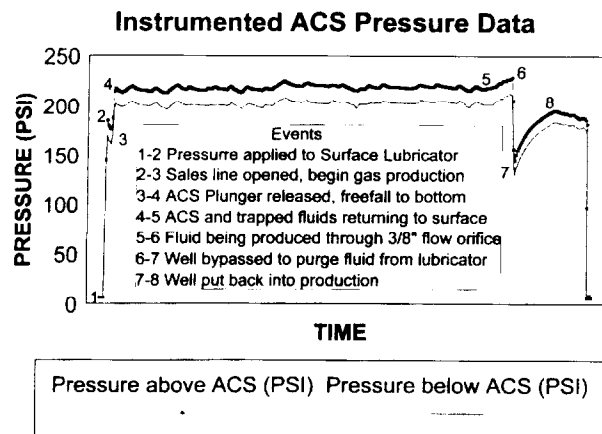 Instrumented ACS Pressure Data
PRESSURE (PSI)
250
200
150
100
50
0
1
2
3
4
5
6
7
8
Events
1-2 Pressurre applied to Surface Lubricator
2-3 Sales line opened, begin gas production
3-4 ACS Plunger released, freefall to bottom
4-5 ACS and trapped fluids returning to surface
5-6 Fluid being produced through 3/8" flow orifice
6-7 Well bypassed to purge fluid from lubricator
7-8 Well put back into production
TIME
Pressure above ACS (PSI) Pressure below ACS (PSI)